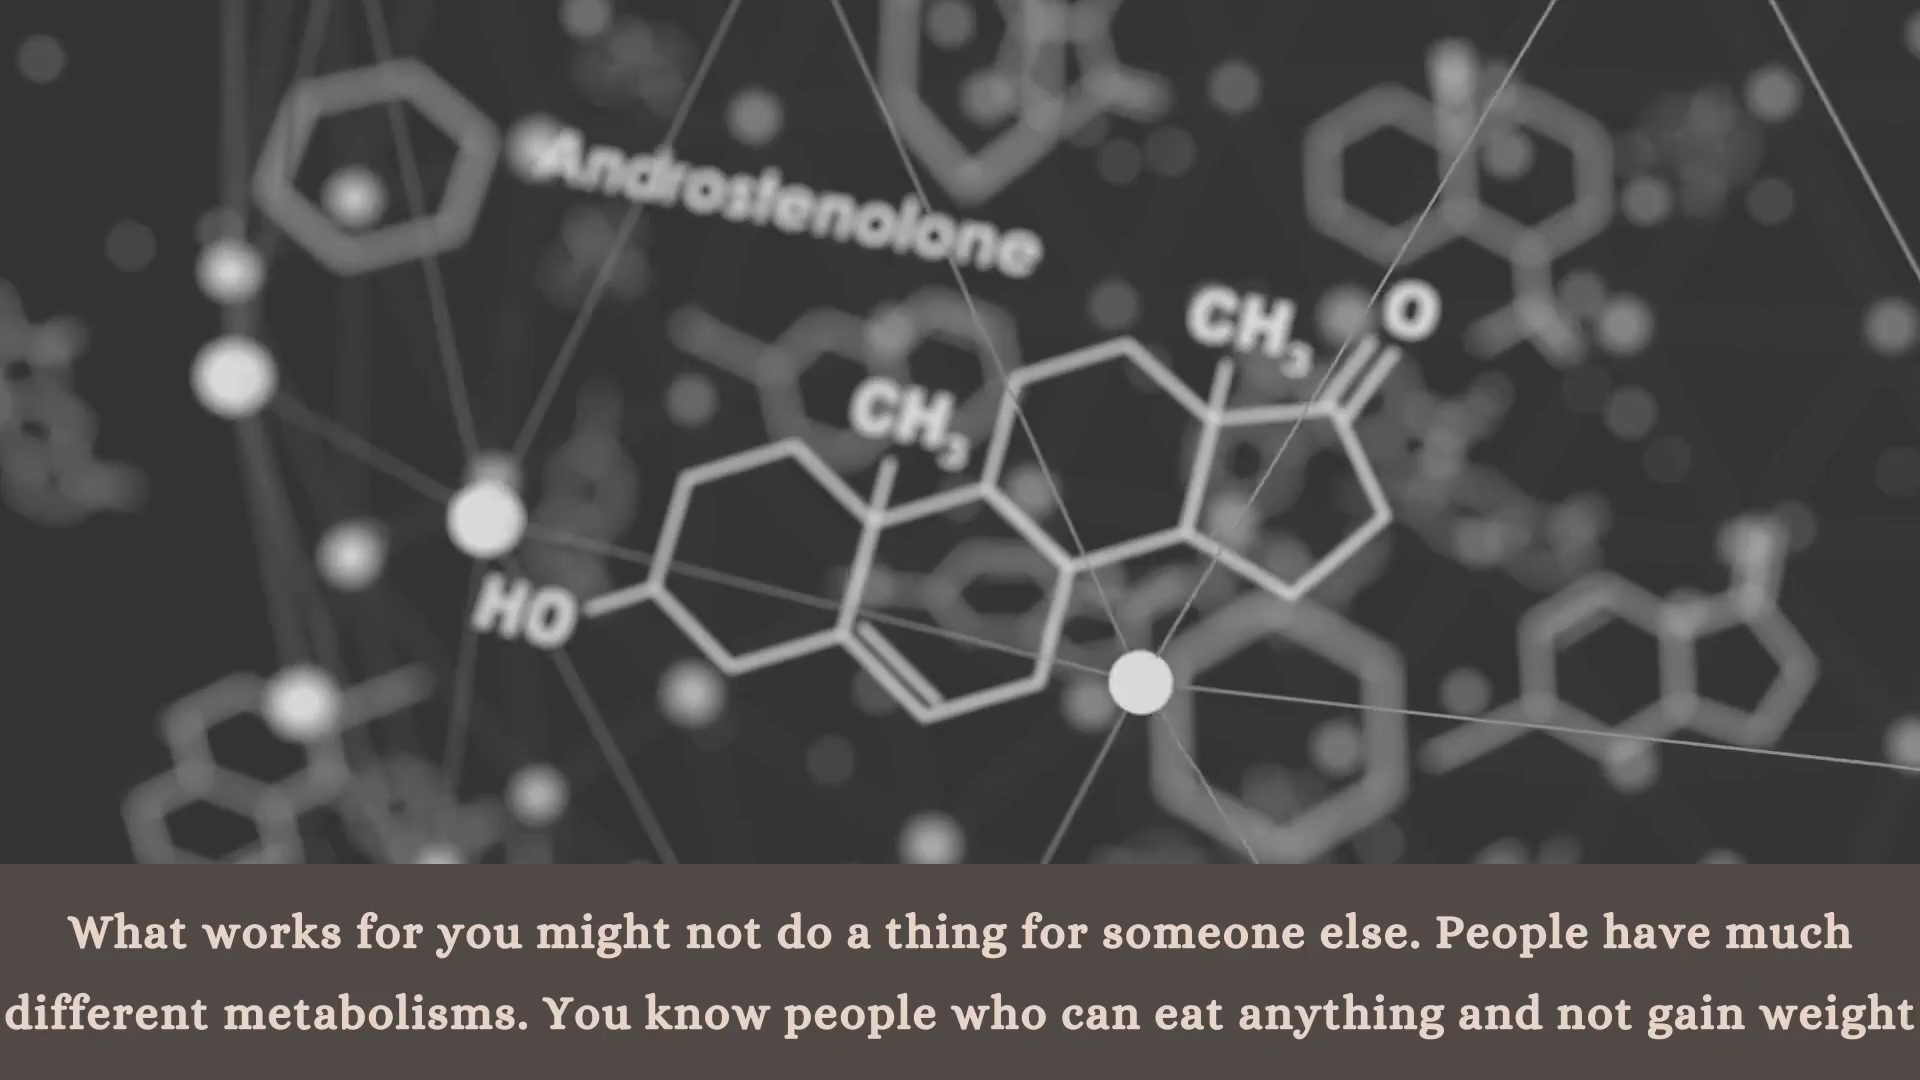 Androstenolone
CH3
O
CH3
HO
What works for you might not do a thing for someone else. People have much
different metabolisms. You know people who can eat anything and not gain weight